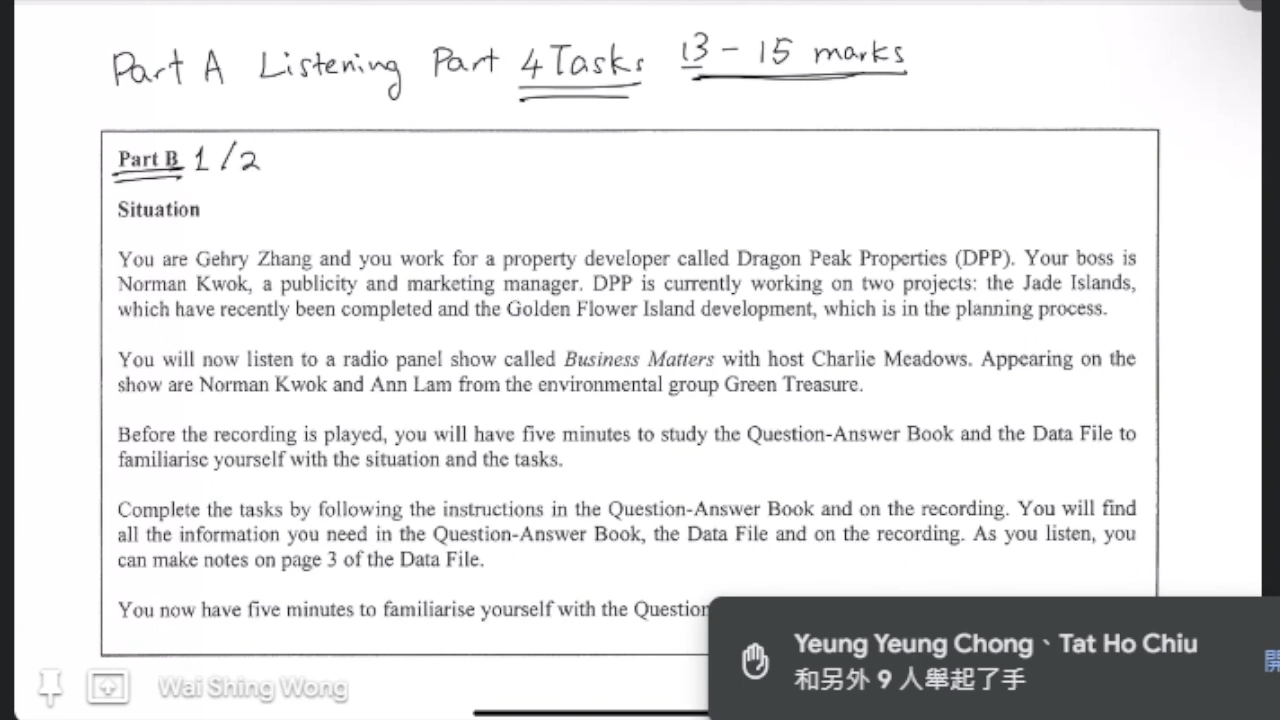 Part A Listening Part 4 Tasks 13 - 15 marks
Part B 1/2
Situation
You are Gehry Zhang and you work for a property developer called Dragon Peak Properties (DPP). Your boss is
Norman Kwok, a publicity and marketing manager. DPP is currently working on two projects: the Jade Islands,
which have recently been completed and the Golden Flower Island development, which is in the planning process.
You will now listen to a radio panel show called Business Matters with host Charlie Meadows. Appearing on the
show are Norman Kwok and Ann Lam from the environmental group Green Treasure.
Before the recording is played, you will have five minutes to study the Question-Answer Book and the Data File to
familiarise yourself with the situation and the tasks.
Complete the tasks by following the instructions in the Question-Answer Book and on the recording. You will find
all the information you need in the Question-Answer Book, the Data File and on the recording. As you listen, you
can make notes on page 3 of the Data File.
You now have five minutes to familiarise yourself with the Question
Yeung Yeung Chong、Tat Ho Chiu
和另外 9 人舉起了手
開
Wai Shing Wong